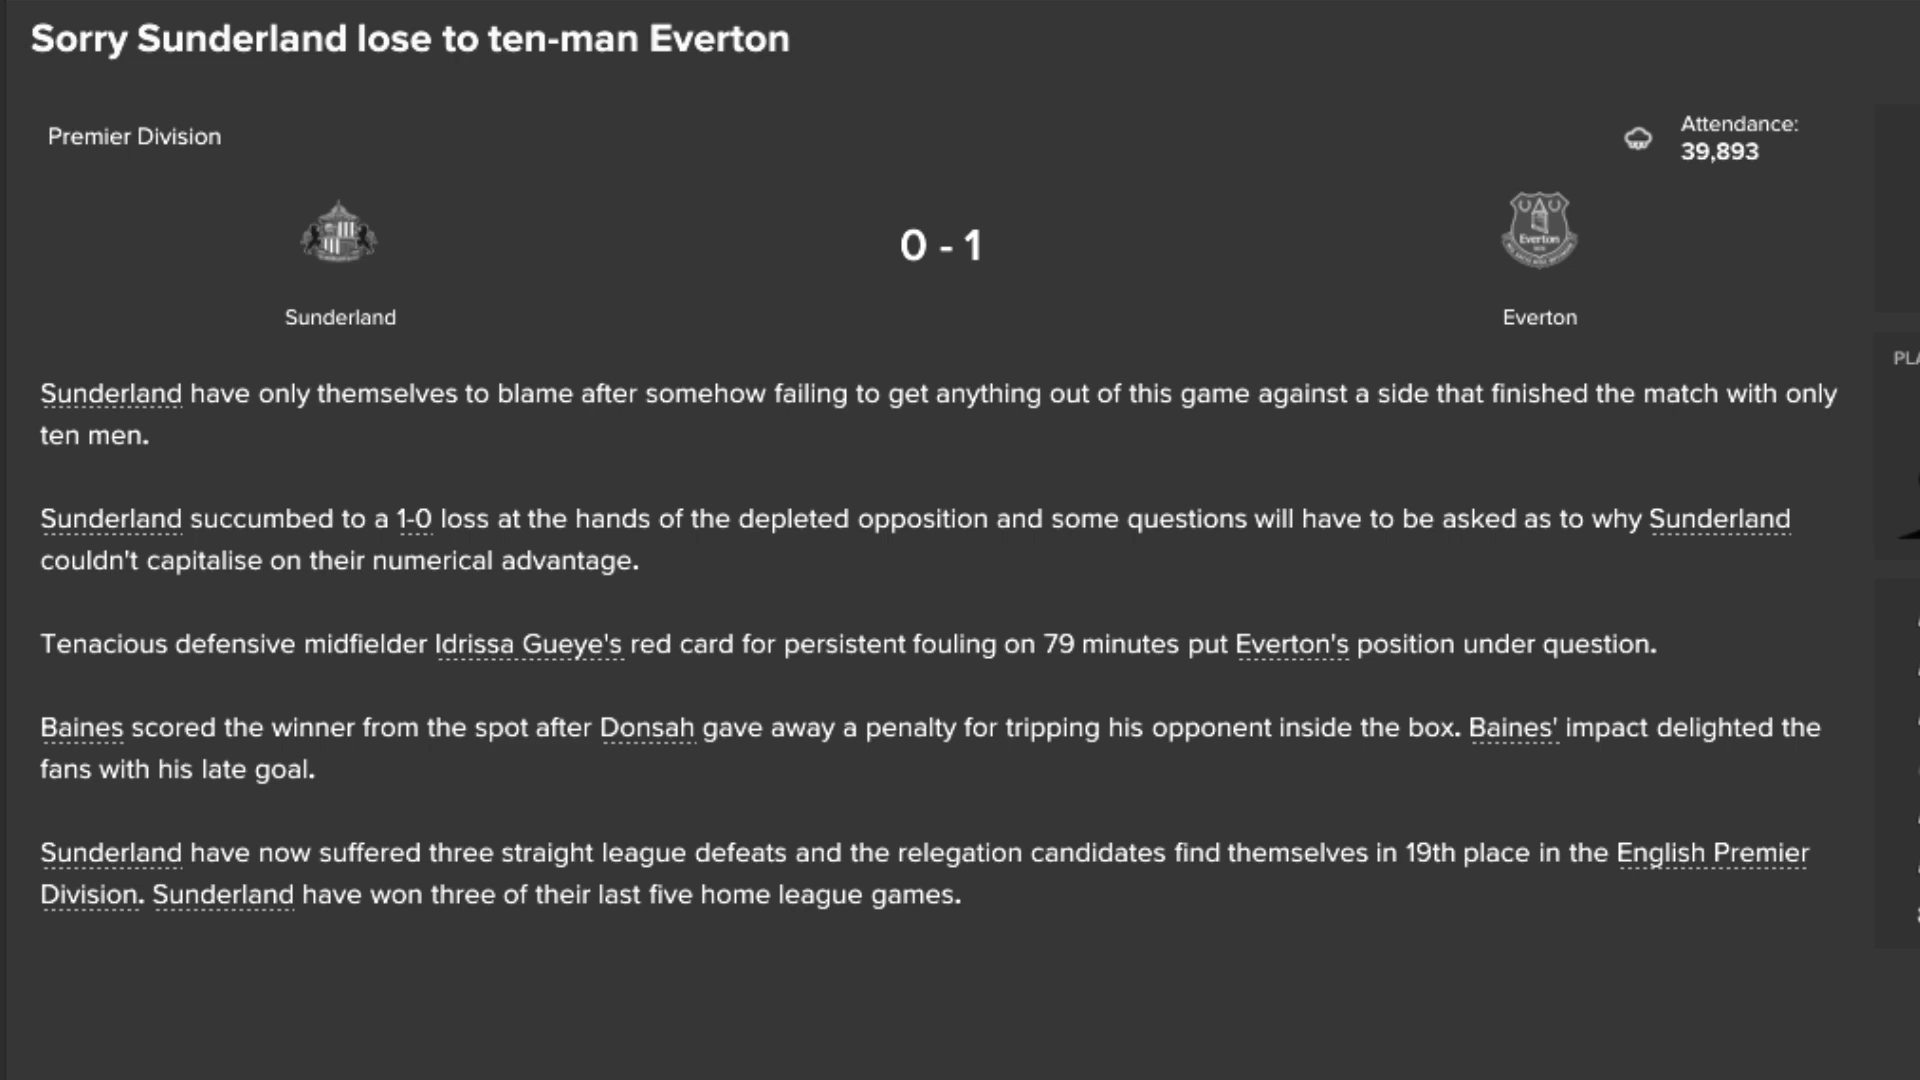 Sorry Sunderland lose to ten-man Everton
Premier Division
Attendance:
39,893
0 - 1
Everton
Sunderland
Everton
PLA
Sunderland have only themselves to blame after somehow failing to get anything out of this game against a side that finished the match with only
ten men.
Sunderland succumbed to a 1-0 loss at the hands of the depleted opposition and some questions will have to be asked as to why Sunderland
couldn't capitalise on their numerical advantage.
Tenacious defensive midfielder Idrissa Gueye's red card for persistent fouling on 79 minutes put Everton's position under question.
Baines scored the winner from the spot after Donsah gave away a penalty for tripping his opponent inside the box. Baines' impact delighted the
fans with his late goal.
Sunderland have now suffered three straight league defeats and the relegation candidates find themselves in 19th place in the English Premier
Division. Sunderland have won three of their last five home league games.